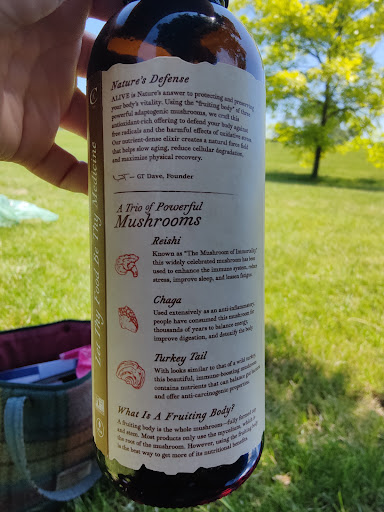 Nature's Defense
ALIVE is Nature's answer to protecting and preserving
your body's vitality. Using the "fruiting body" of three
powerful adaptogenic mushrooms, we craft this
antioxidant-rich offering to defend your body against
free radicals and the harmful effects of oxidative stress.
Our nutrient-dense elixir creates a natural force field
that helps slow aging, reduce cellular degradation,
and maximize physical recovery.
— GT Dave, Founder
A Trio of Powerful
Mushrooms
Reishi
Known as "The Mushroom of Immortality"
this widely celebrated mushroom has been
used to enhance the immune system, reduce
stress, improve sleep, and lessen fatigue.
Chaga
Used extensively as an anti-inflammatory,
people have consumed this mushroom for
thousands of years to balance energy,
improve digestion, and detoxify the body.
Turkey Tail
With looks similar to that of a wild turkey,
this beautiful, immune-boosting mushroom
contains nutrients that can balance gut bacteria
and offer anti-carcinogenic properties.
What Is A Fruiting Body?
A fruiting body is the whole mushroom—fully formed cap
and stem. Most products only use the mycelium, which is
the root of the mushroom. However, using the fruiting body
is the best way to get more of its nutritional benefits.
Let Thy Food Be Thy Medicine